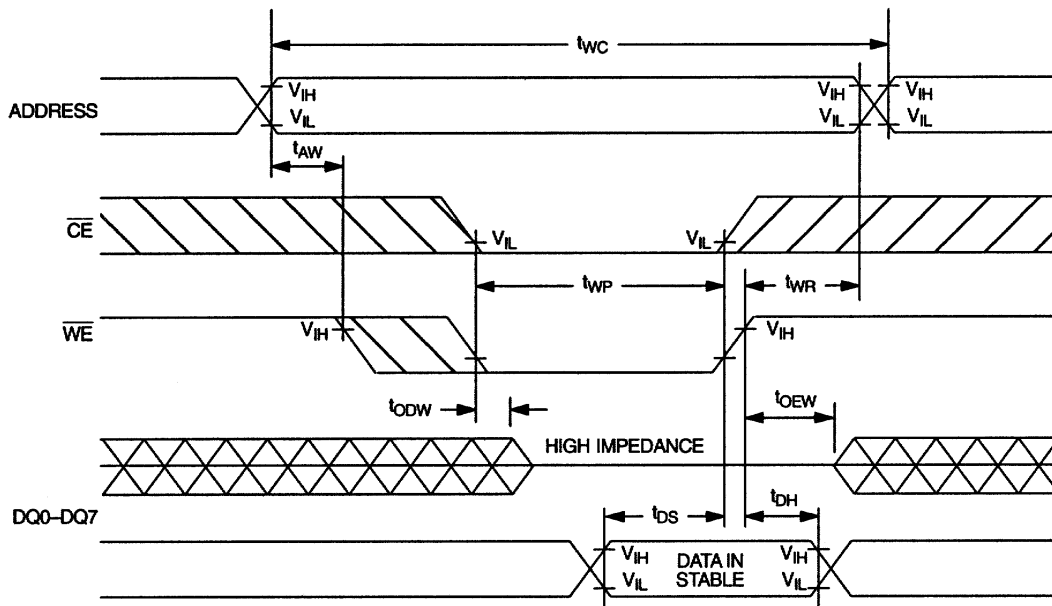 tWC
ADDRESS
VIH
VIL
VIH
VIL
VIH
VIL
tAW
CE
VIL
VIL
tWP
tWR
WE
VIH
VIH
tODW
tOEW
HIGH IMPEDANCE
DQ0–DQ7
tDS
tDH
VIH
VIL
DATA IN
STABLE
VIH
VIL